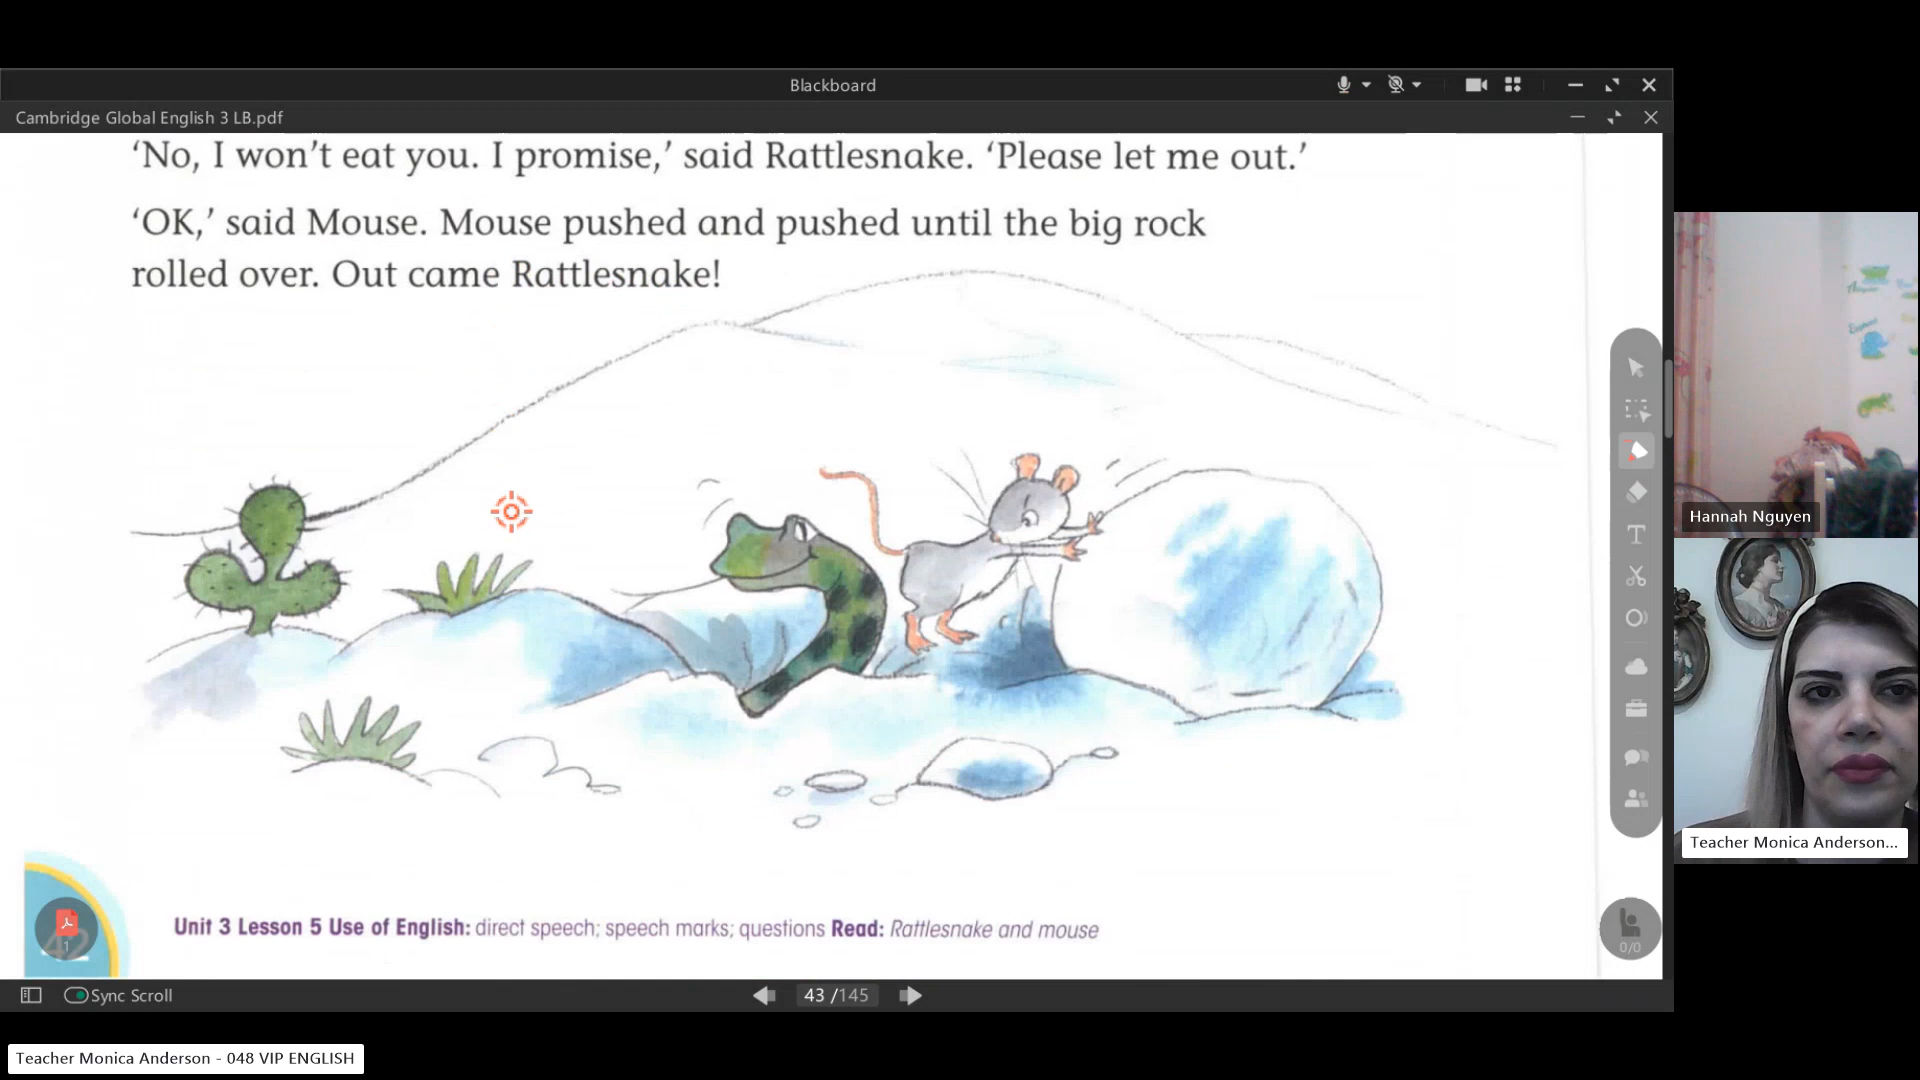 Blackboard
Cambridge Global English 3 LB.pdf
‘No, I won’t eat you. I promise,’ said Rattlesnake. ‘Please let me out.’
‘OK,’ said Mouse. Mouse pushed and pushed until the big rock
rolled over. Out came Rattlesnake!
Hannah Nguyen
Teacher Monica Anderson...
Unit 3 Lesson 5 Use of English: direct speech; speech marks; questions Read: Rattlesnake and mouse
1
0/0
Sync Scroll
43 /145
Teacher Monica Anderson - 048 VIP ENGLISH